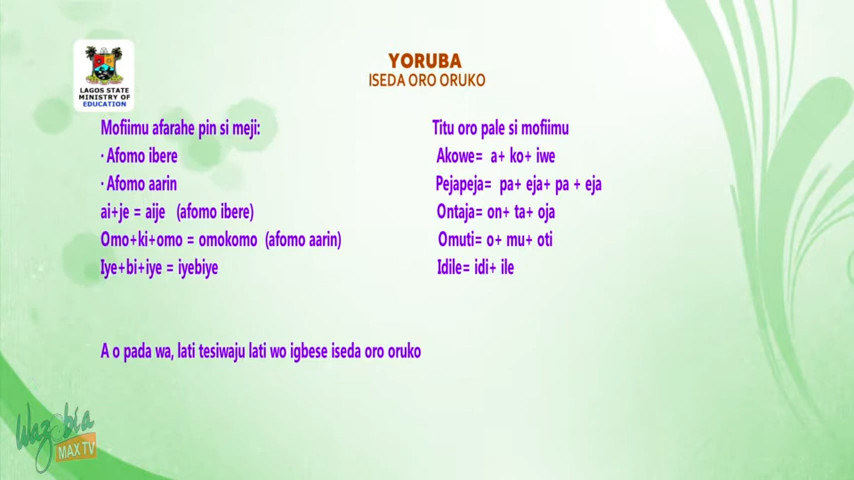 LAGOS STATE
MINISTRY OF
EDUCATION
YORUBA
ISEDA ORO ORUKO
Mofiimu afarahe pin si meji:
· Afomo ibere
· Afomo aarin
ai+je = aije (afomo ibere)
Omo+ki+omo = omokomo (afomo aarin)
Iye+bi+iye = iyebiye
Titu oro pale si mofiimu
Akowe= a+ ko+ iwe
Pejapeja= pa+ eja+ pa + eja
Ontaja= on+ ta+ oja
Omuti= o+ mu+ oti
Idile= idi+ ile
A o pada wa, lati tesiwaju lati wo igbese iseda oro oruko
Wazobia
MAX TV